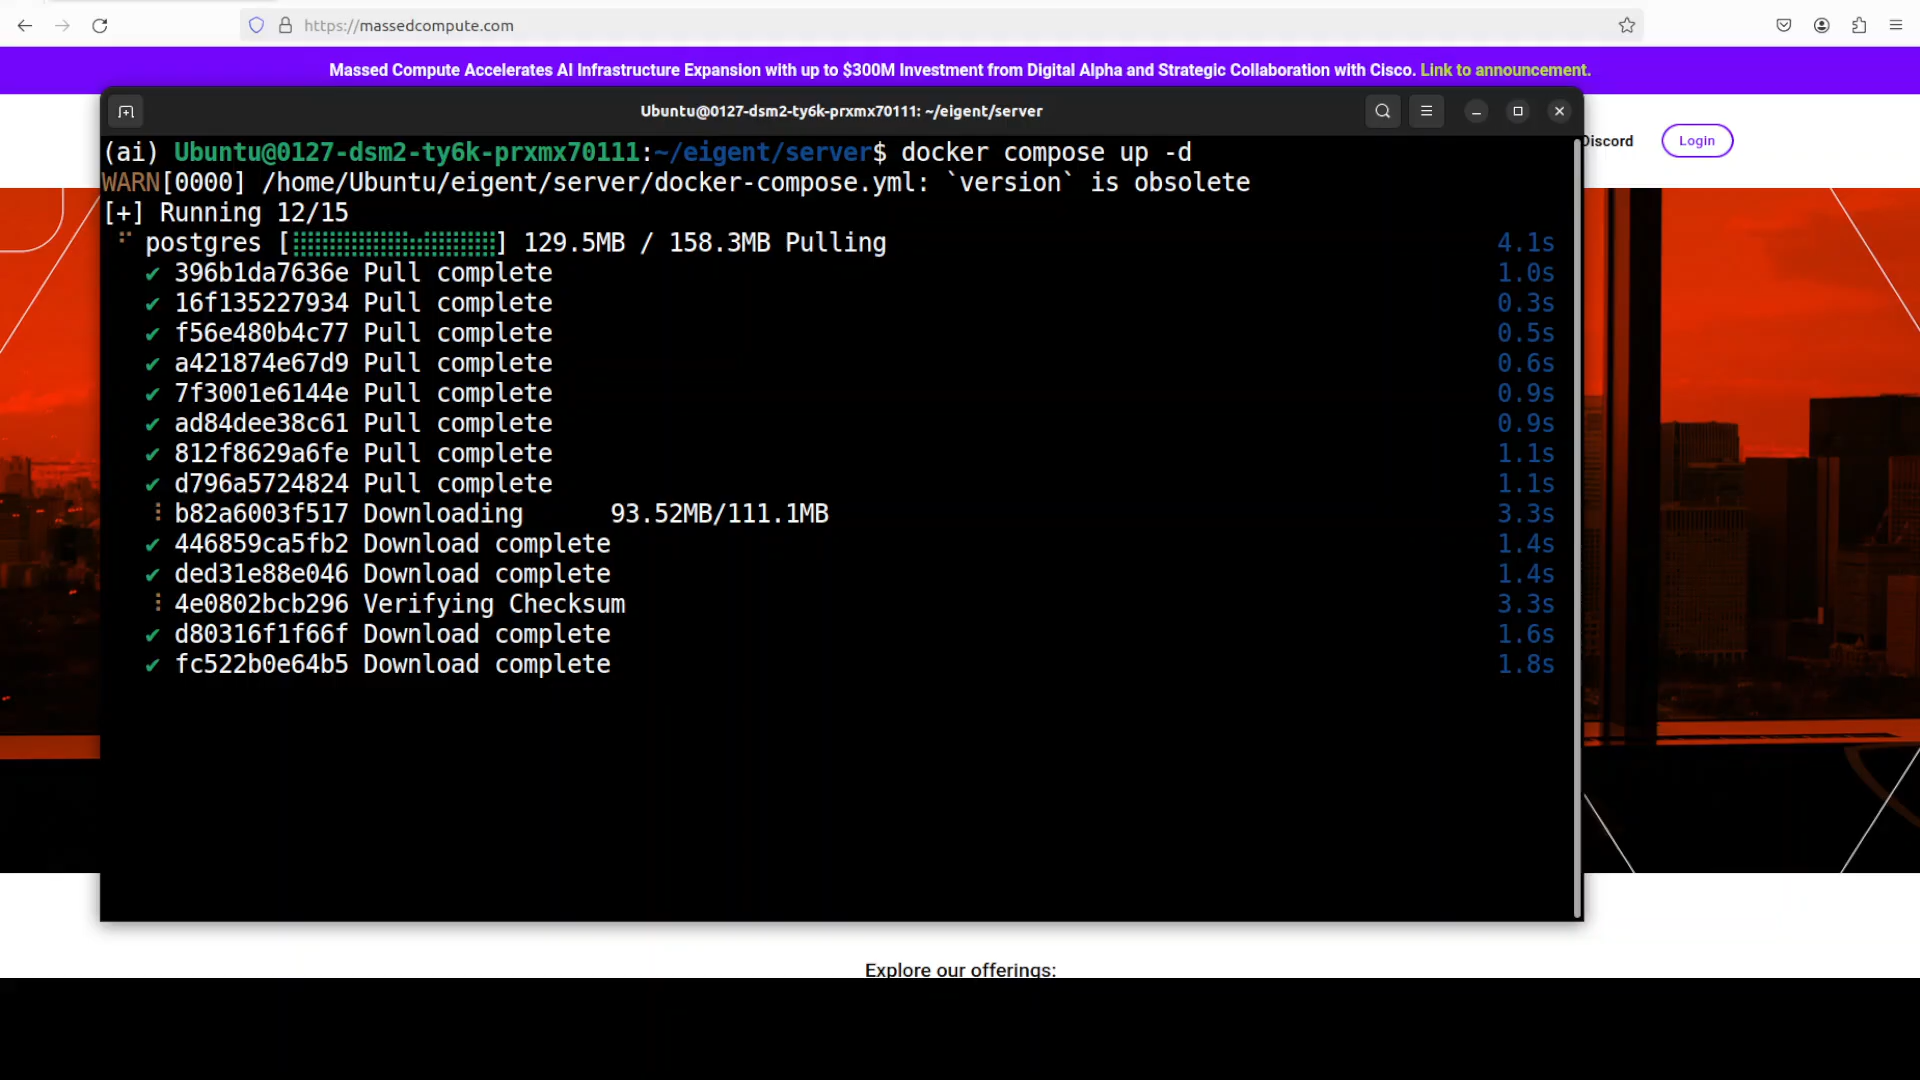 https://massedcompute.com
Massed Compute Accelerates AI Infrastructure Expansion with up to $300M Investment from Digital Alpha and Strategic Collaboration with Cisco. Link to announcement.
Ubuntu@0127-dsm2-ty6k-prxmx70111: ~/eigent/server
Discord
Login
(ai) Ubuntu@0127-dsm2-ty6k-prxmx70111:~/eigent/server$ docker compose up -d
WARN[0000] /home/Ubuntu/eigent/server/docker-compose.yml: `version` is obsolete
[+] Running 12/15
postgres [⣿⣿⣿⣿⣿⣿⣿⣿⣤⣿⣿⣿⣿⣿] 129.5MB / 158.3MB Pulling 4.1s
✔ 396b1da7636e Pull complete 1.0s
✔ 16f135227934 Pull complete 0.3s
✔ f56e480b4c77 Pull complete 0.5s
✔ a421874e67d9 Pull complete 0.6s
✔ 7f3001e6144e Pull complete 0.9s
✔ ad84dee38c61 Pull complete 0.9s
✔ 812f8629a6fe Pull complete 1.1s
✔ d796a5724824 Pull complete 1.1s
b82a6003f517 Downloading 93.52MB/111.1MB 3.3s
✔ 446859ca5fb2 Download complete 1.4s
✔ ded31e88e046 Download complete 1.4s
4e0802bcb296 Verifying Checksum 3.3s
✔ d80316f1f66f Download complete 1.6s
✔ fc522b0e64b5 Download complete 1.8s
Explore our offerings: